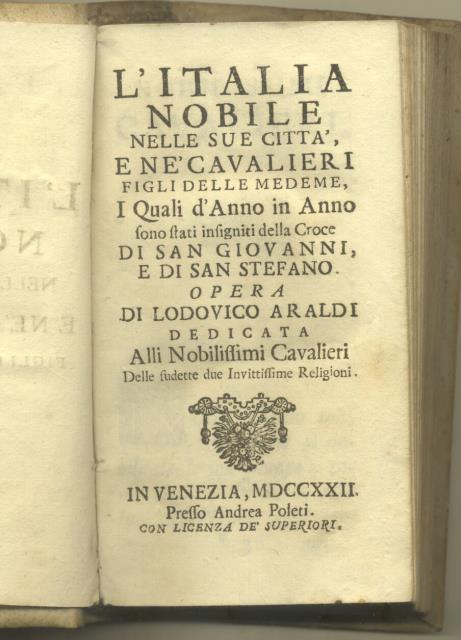 L'ITALIA
NOBILE
NELLE SUE CITTA',
E NE' CAVALIERI
FIGLI DELLE MEDEME,
I Quali d'Anno in Anno
sono ſtati inſigniti della Croce
DI SAN GIOVANNI,
E DI SAN STEFANO.
OPERA
DI LODOVICO ARALDI
DEDICATA
Alli Nobiliſſimi Cavalieri
Delle ſudette due Invittiſſime Religioni.
IN VENEZIA, MDCCXXII.
Preſſo Andrea Poleti.
CON LICENZA DE' SUPERIORI.